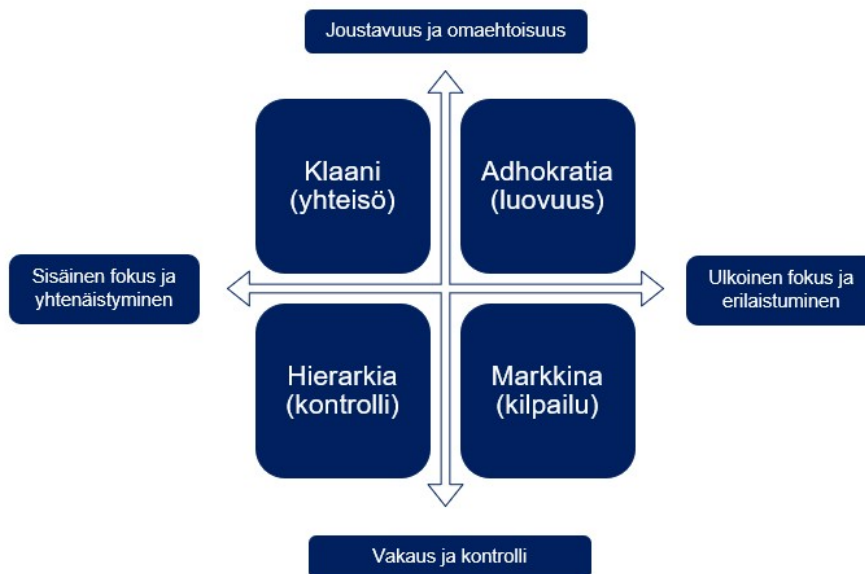 Joustavuus ja omaehtoisuus
Klaani
(yhteisö)
Adhokratia
(luovuus)
Sisäinen fokus ja
yhtenäistyminen
Ulkoinen fokus ja
erilaistuminen
Hierarkia
(kontrolli)
Markkina
(kilpailu)
Vakaus ja kontrolli